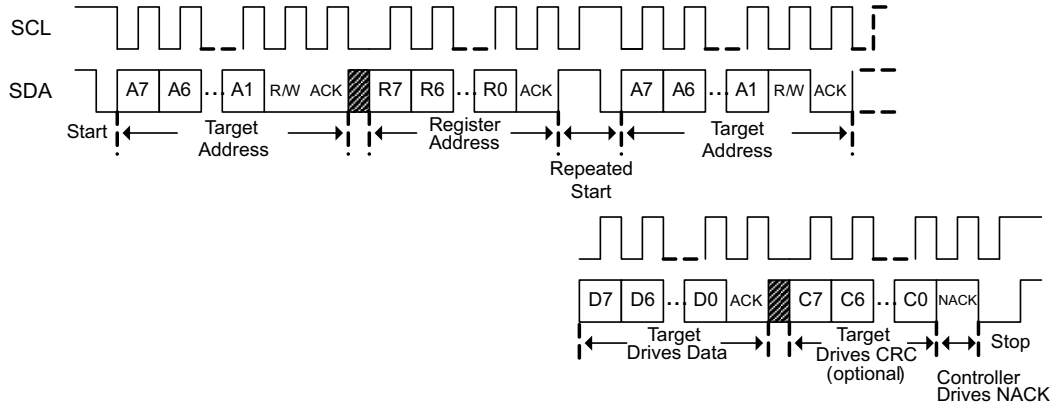 SCL
SDA A7 A6 ... A1 R/W ACK R7 R6 ... R0 ACK A7 A6 ... A1 R/W ACK
Start
Target
Address
Register
Address
Repeated
Start
Target
Address
D7 D6 ... D0 ACK C7 C6 ... C0 NACK
Target
Drives Data
Target
Drives CRC
(optional)
Stop
Controller
Drives NACK